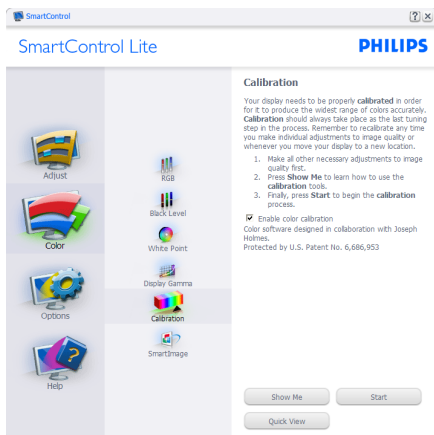 SmartControl
SmartControl Lite
PHILIPS
Adjust
Color
Options
Help
RGB
Black Level
White Point
Display Gamma
Calibration
SmartImage
Calibration
Your display needs to be properly calibrated in order
for it to produce the widest range of colors accurately.
Calibration should always take place as the last tuning
step in the process. Remember to recalibrate any time
you make individual adjustments to image quality or
whenever you move your display to a new location.
1. Make all other necessary adjustments to image
quality first.
2. Press Show Me to learn how to use the
calibration tools.
3. Finally, press Start to begin the calibration
process.
Enable color calibration
Color software designed in collaboration with Joseph
Holmes.
Protected by U.S. Patent No. 6,686,953
Show Me
Start
Quick View